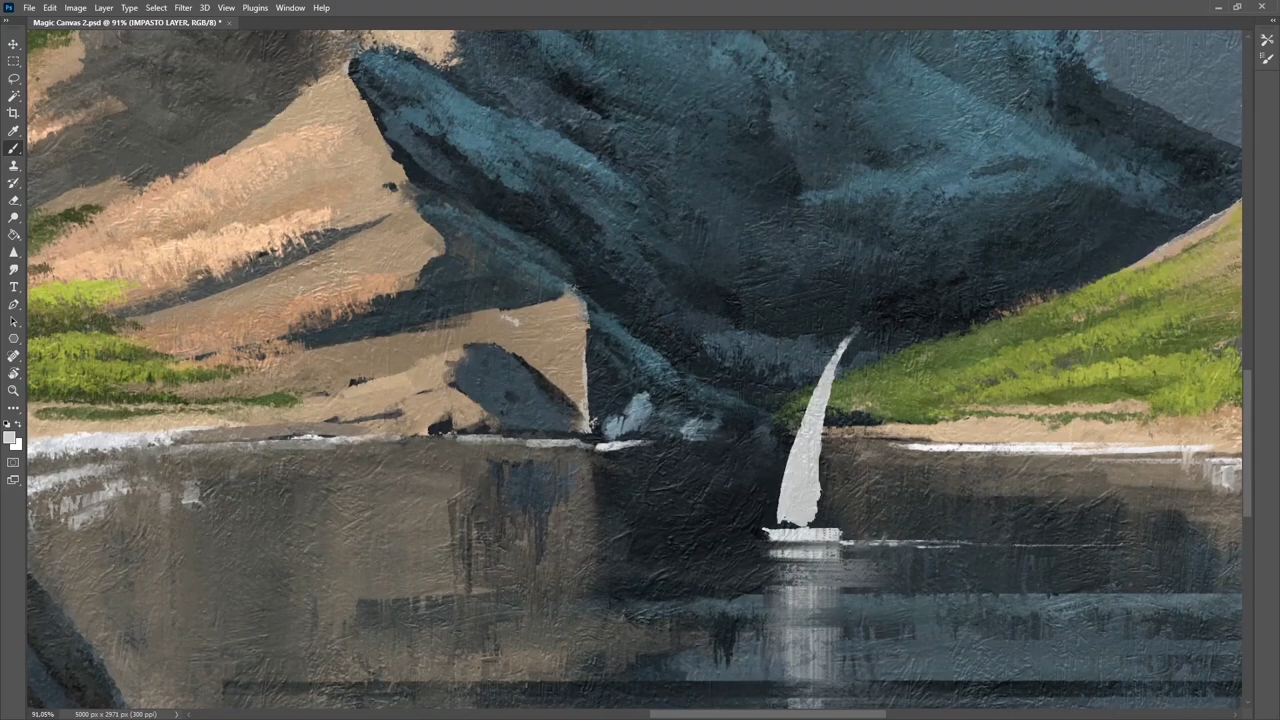 Ps File Edit Image Layer Type Select Filter 3D View Plugins Window Help
Magic Canvas 2.psd @ 91% (IMPASTO LAYER, RGB/8) *
91,05% 5000 px x 2971 px (300 ppi)